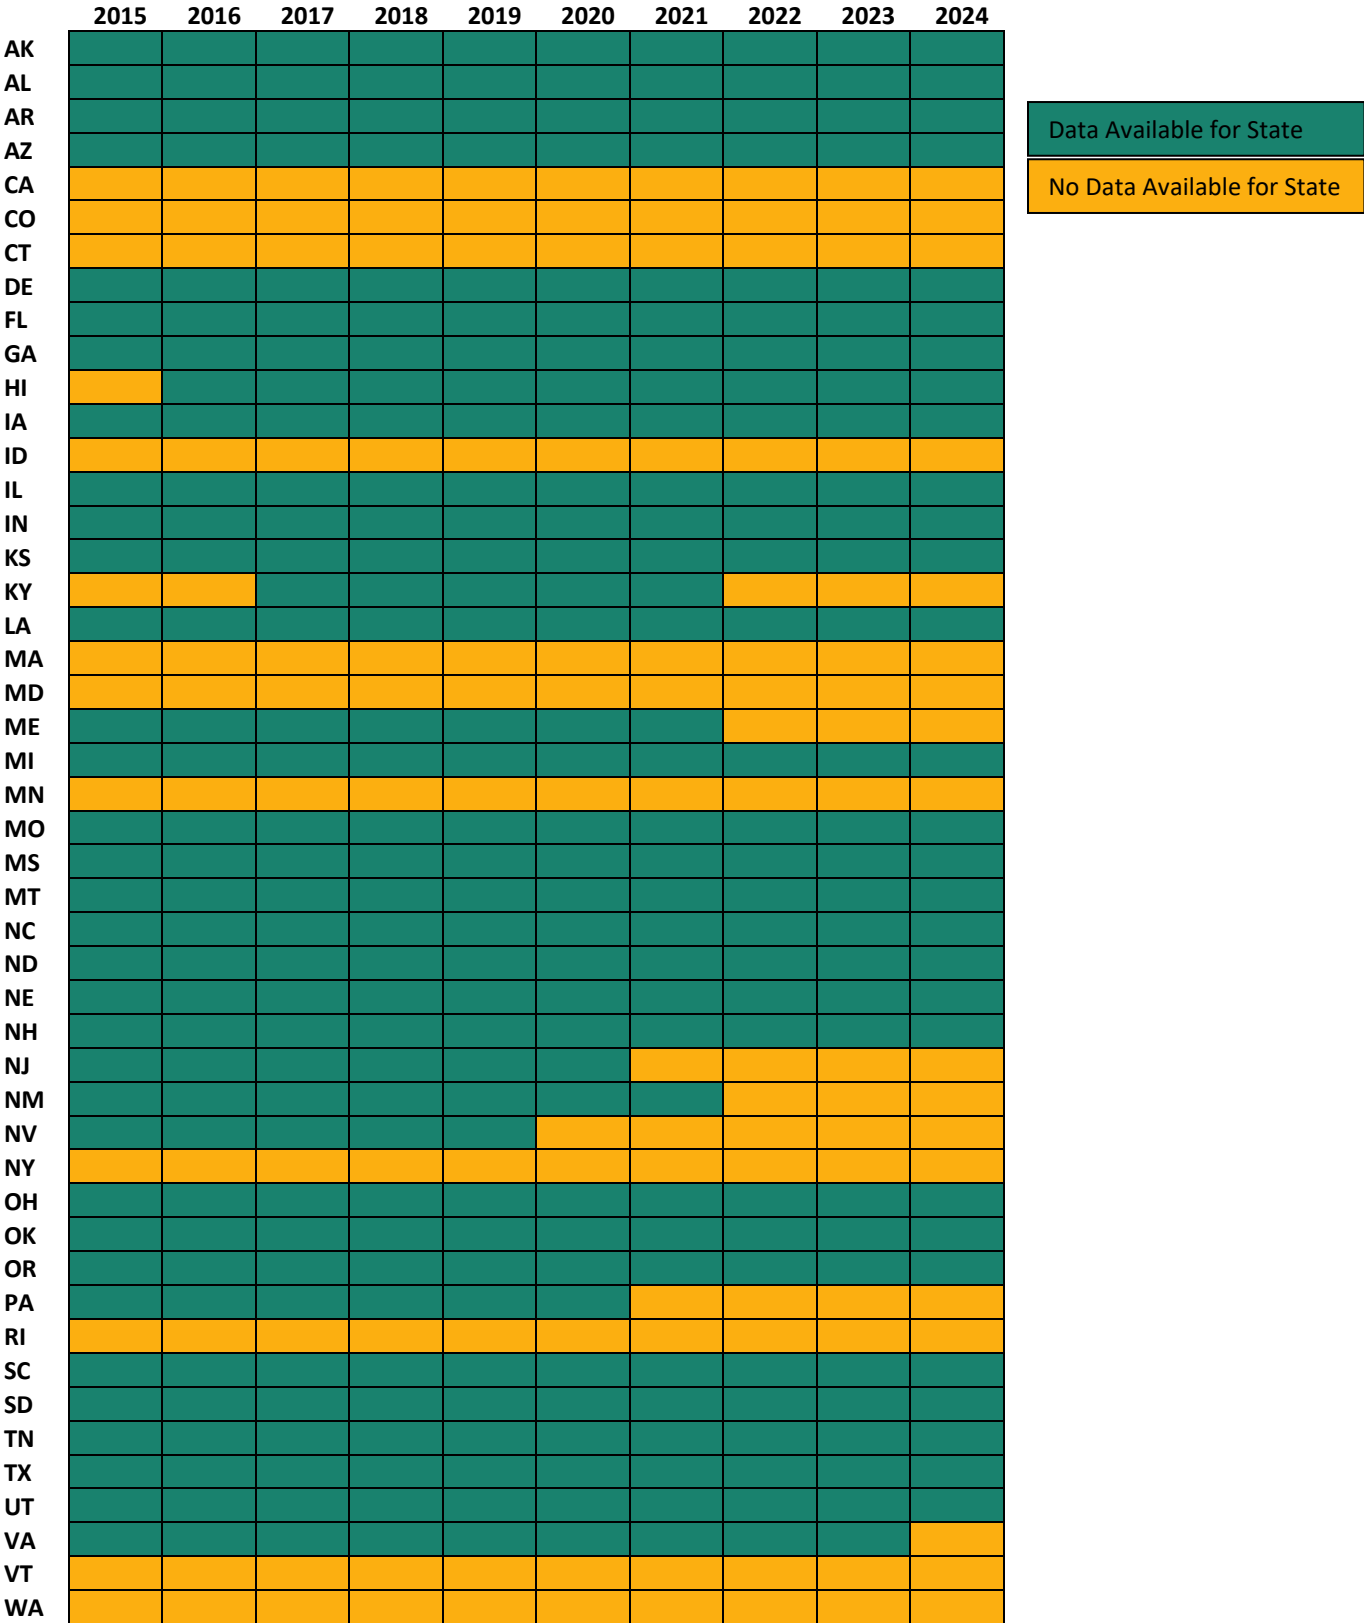 2015 2016 2017 2018 2019 2020 2021 2022 2023 2024
AK
AL
AR
Data Available for State
AZ
CA
No Data Available for State
CO
CT
DE
FL
GA
HI
IA
ID
IL
IN
KS
KY
LA
MA
MD
ME
MI
MN
MO
MS
MT
NC
ND
NE
NH
NJ
NM
NV
NY
OH
OK
OR
PA
RI
SC
SD
TN
TX
UT
VA
VT
WA